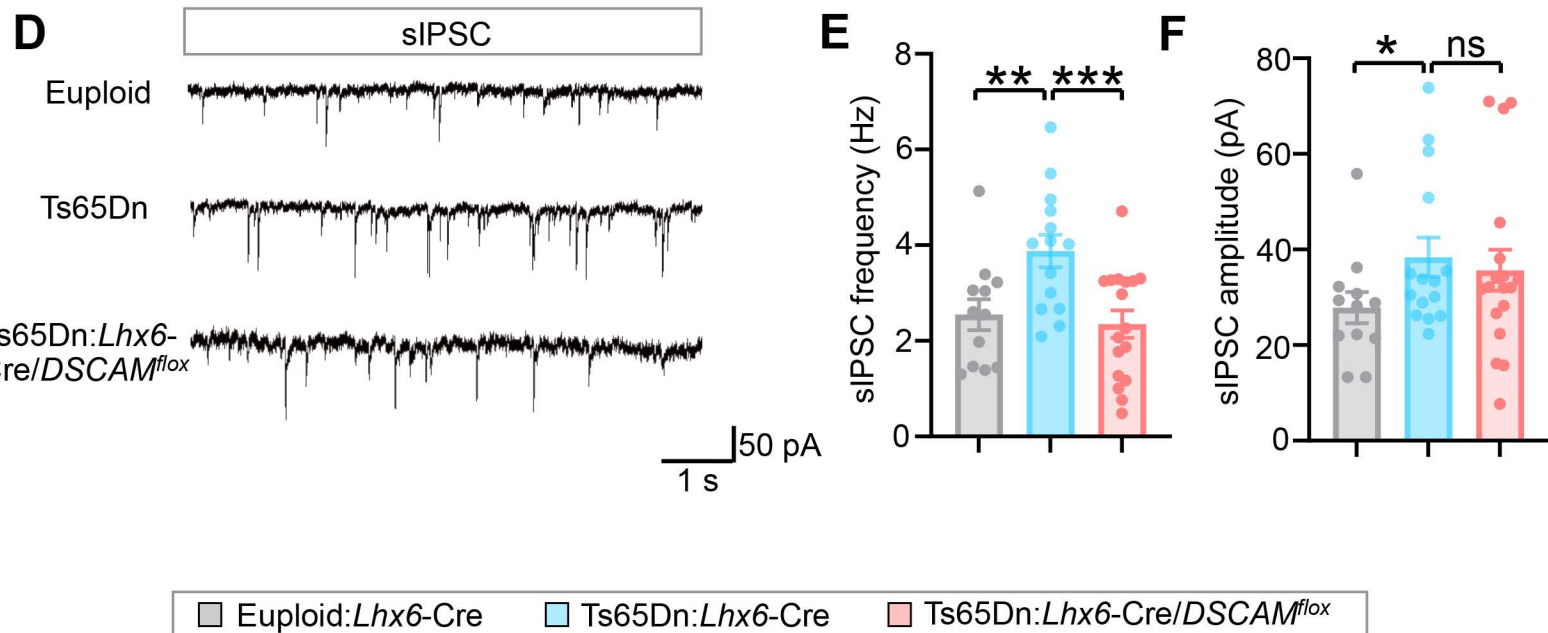 D
sIPSC
Euploid
Ts65Dn
s65Dn:Lhx6-
re/DSCAMflox
50 pA
1 s
E
sIPSC frequency (Hz)
8
6
4
2
0
** ***
F
sIPSC amplitude (pA)
80
60
40
20
0
* ns
Euploid:Lhx6-Cre Ts65Dn:Lhx6-Cre Ts65Dn:Lhx6-Cre/DSCAMflox